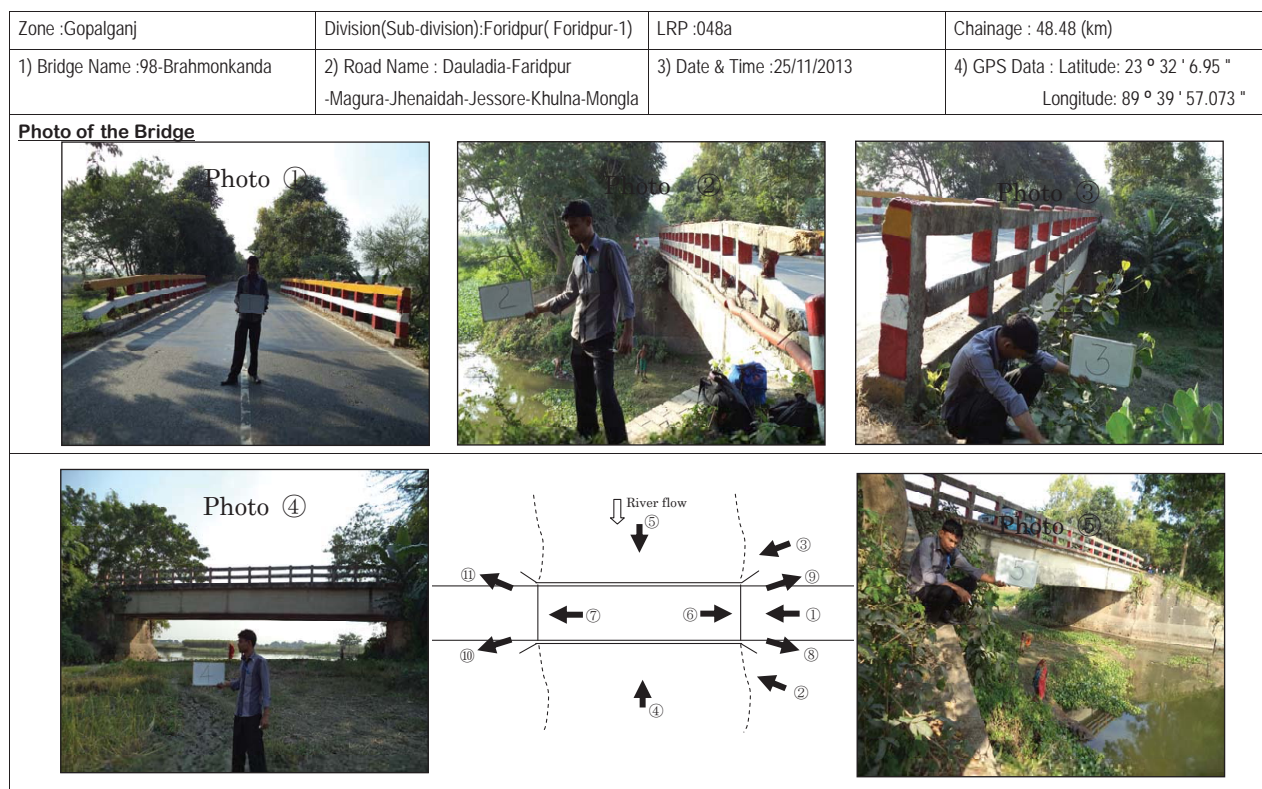 Zone :Gopalganj
Division(Sub-division):Foridpur( Foridpur-1)
LRP :048a
Chainage : 48.48 (km)
1) Bridge Name :98-Brahmonkanda
2) Road Name : Dauladia-Faridpur
-Magura-Jhenaidah-Jessore-Khulna-Mongla
3) Date & Time :25/11/2013
4) GPS Data : Latitude: 23 º 32 ' 6.95 "
Longitude: 89 º 39 ' 57.073 "
Photo of the Bridge
Photo ①
Photo ②
2
Photo ③
3
Photo ④
4
River flow
⑤
③
⑪
⑨
⑦
⑥
①
⑩
⑧
②
④
Photo ⑤
5